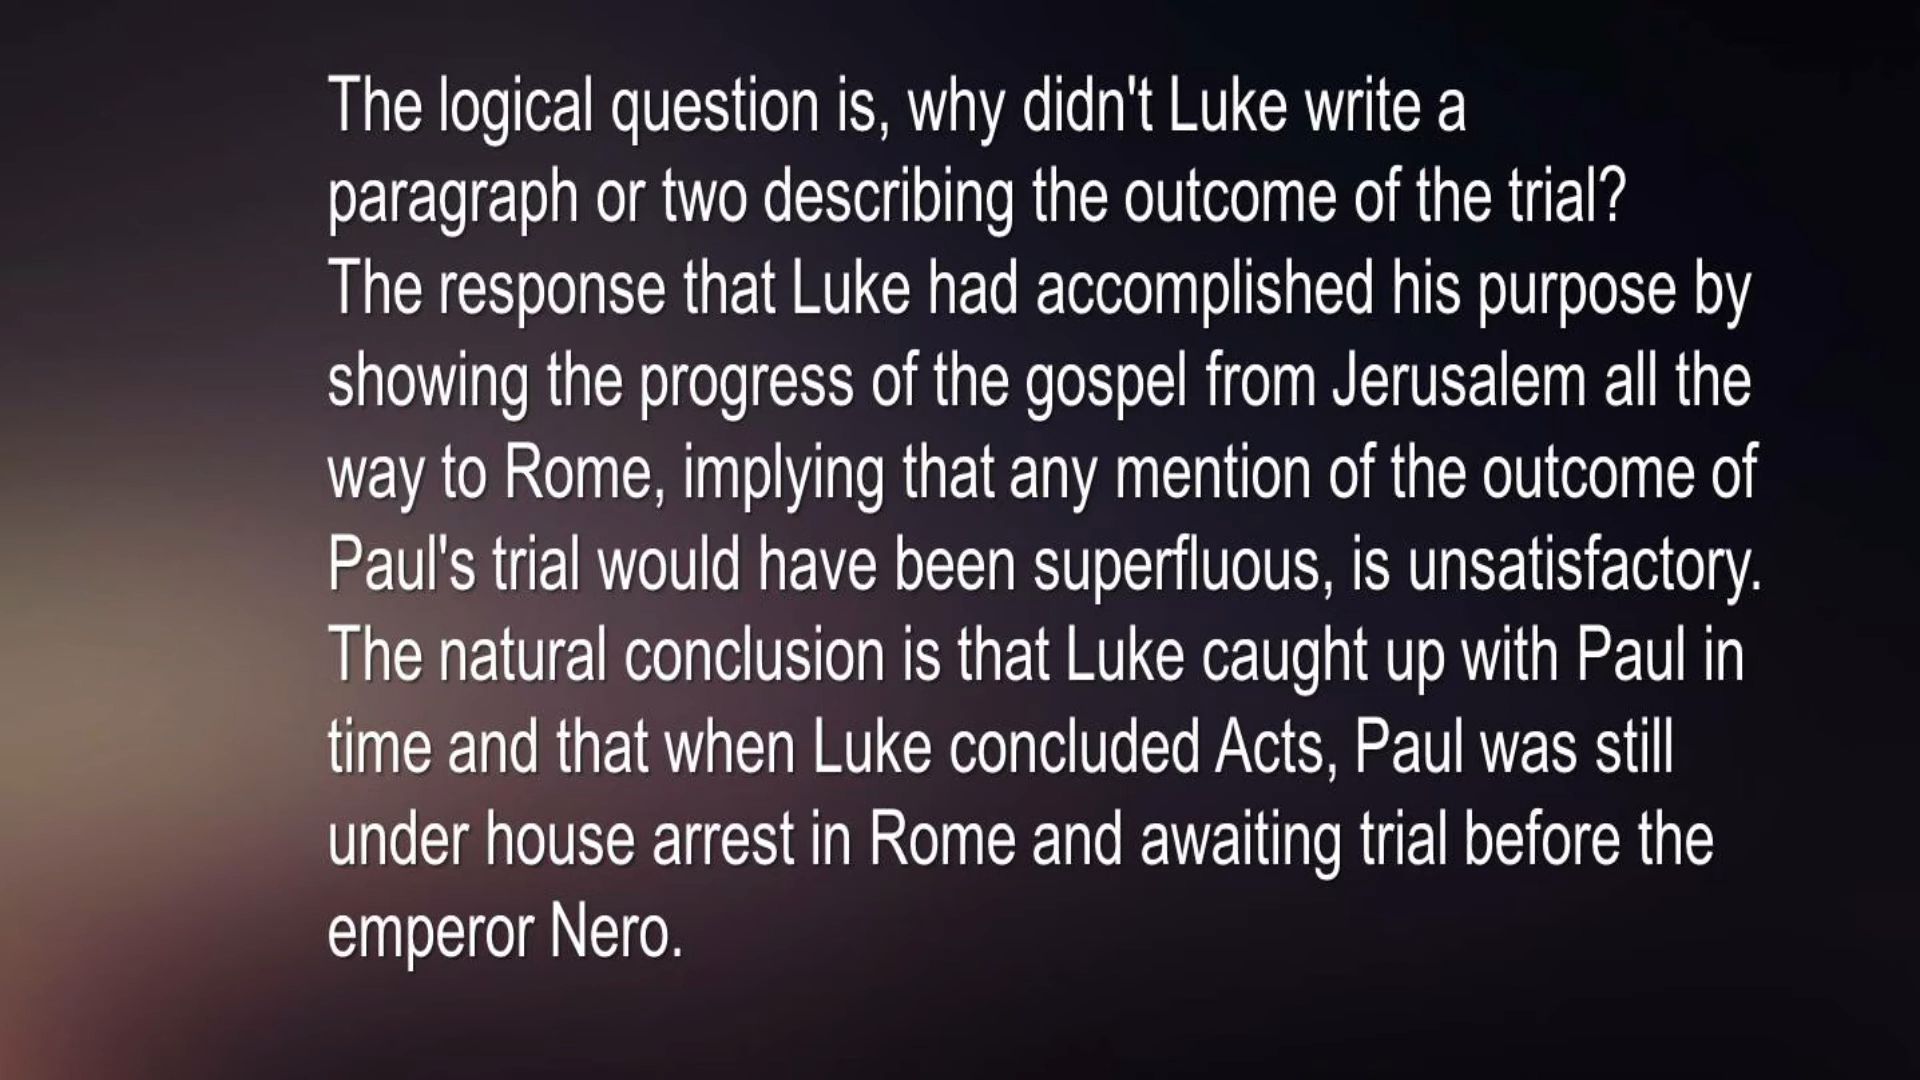 The logical question is, why didn't Luke write a
paragraph or two describing the outcome of the trial?
The response that Luke had accomplished his purpose by
showing the progress of the gospel from Jerusalem all the
way to Rome, implying that any mention of the outcome of
Paul's trial would have been superfluous, is unsatisfactory.
The natural conclusion is that Luke caught up with Paul in
time and that when Luke concluded Acts, Paul was still
under house arrest in Rome and awaiting trial before the
emperor Nero.